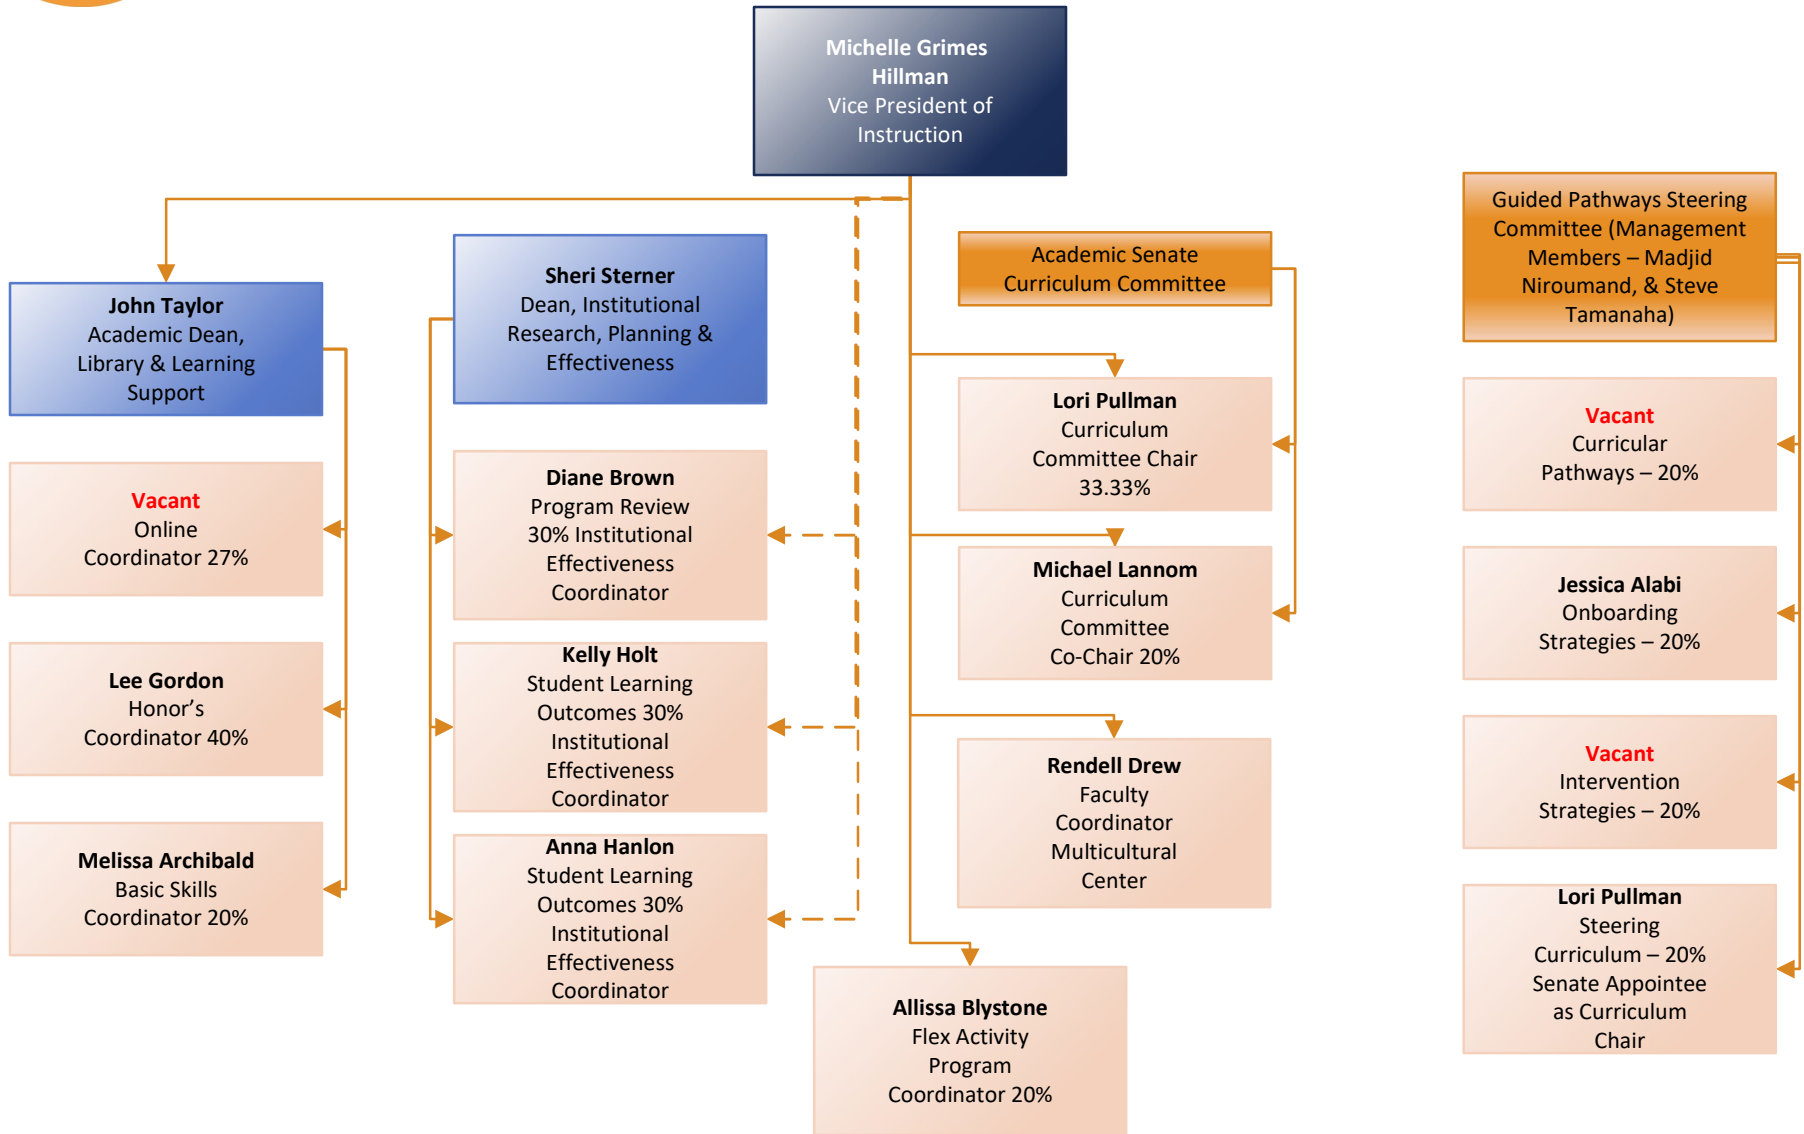 Michelle Grimes
Hillman
Vice President of
Instruction
John Taylor
Academic Dean,
Library & Learning
Support
Vacant
Online
Coordinator 27%
Lee Gordon
Honor’s
Coordinator 40%
Melissa Archibald
Basic Skills
Coordinator 20%
Sheri Sterner
Dean, Institutional
Research, Planning &
Effectiveness
Diane Brown
Program Review
30% Institutional
Effectiveness
Coordinator
Kelly Holt
Student Learning
Outcomes 30%
Institutional
Effectiveness
Coordinator
Anna Hanlon
Student Learning
Outcomes 30%
Institutional
Effectiveness
Coordinator
Academic Senate
Curriculum Committee
Lori Pullman
Curriculum
Committee Chair
33.33%
Michael Lannom
Curriculum
Committee
Co-Chair 20%
Rendell Drew
Faculty
Coordinator
Multicultural
Center
Allissa Blystone
Flex Activity
Program
Coordinator 20%
Guided Pathways Steering
Committee (Management
Members – Madjid
Niroumand, & Steve
Tamanaha)
Vacant
Curricular
Pathways – 20%
Jessica Alabi
Onboarding
Strategies – 20%
Vacant
Intervention
Strategies – 20%
Lori Pullman
Steering
Curriculum – 20%
Senate Appointee
as Curriculum
Chair